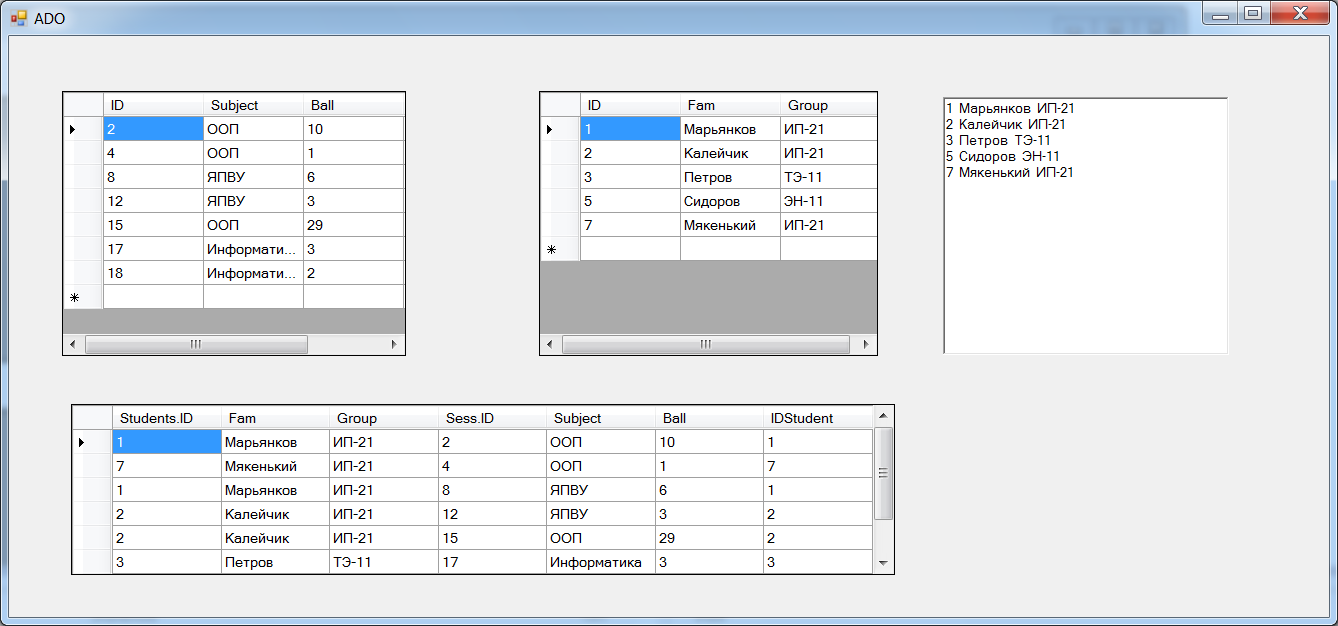 ADO
ID Subject Ball
2 ООП 10
4 ООП 1
8 ЯПВУ 6
12 ЯПВУ 3
15 ООП 29
17 Информати... 3
18 Информати... 2
ID Fam Group
1 Марьянков ИП-21
2 Калейчик ИП-21
3 Петров ТЭ-11
5 Сидоров ЭН-11
7 Мякенький ИП-21
1 Марьянков ИП-21
2 Калейчик ИП-21
3 Петров ТЭ-11
5 Сидоров ЭН-11
7 Мякенький ИП-21
Students.ID Fam Group Sess.ID Subject Ball IDStudent
1 Марьянков ИП-21 2 ООП 10 1
7 Мякенький ИП-21 4 ООП 1 7
1 Марьянков ИП-21 8 ЯПВУ 6 1
2 Калейчик ИП-21 12 ЯПВУ 3 2
2 Калейчик ИП-21 15 ООП 29 2
3 Петров ТЭ-11 17 Информатика 3 3